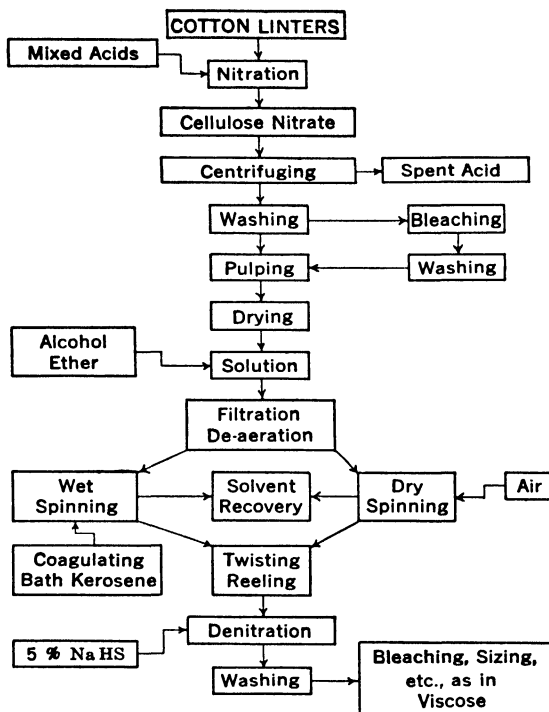 COTTON LINTERS
Mixed Acids
Nitration
Cellulose Nitrate
Centrifuging
Spent Acid
Washing
Bleaching
Pulping
Washing
Drying
Alcohol
Ether
Solution
Filtration
De-aeration
Wet
Spinning
Solvent
Recovery
Dry
Spinning
Air
Coagulating
Bath Kerosene
Twisting
Reeling
Denitration
5 % NaHS
Washing
Bleaching, Sizing,
etc., as in
Viscose